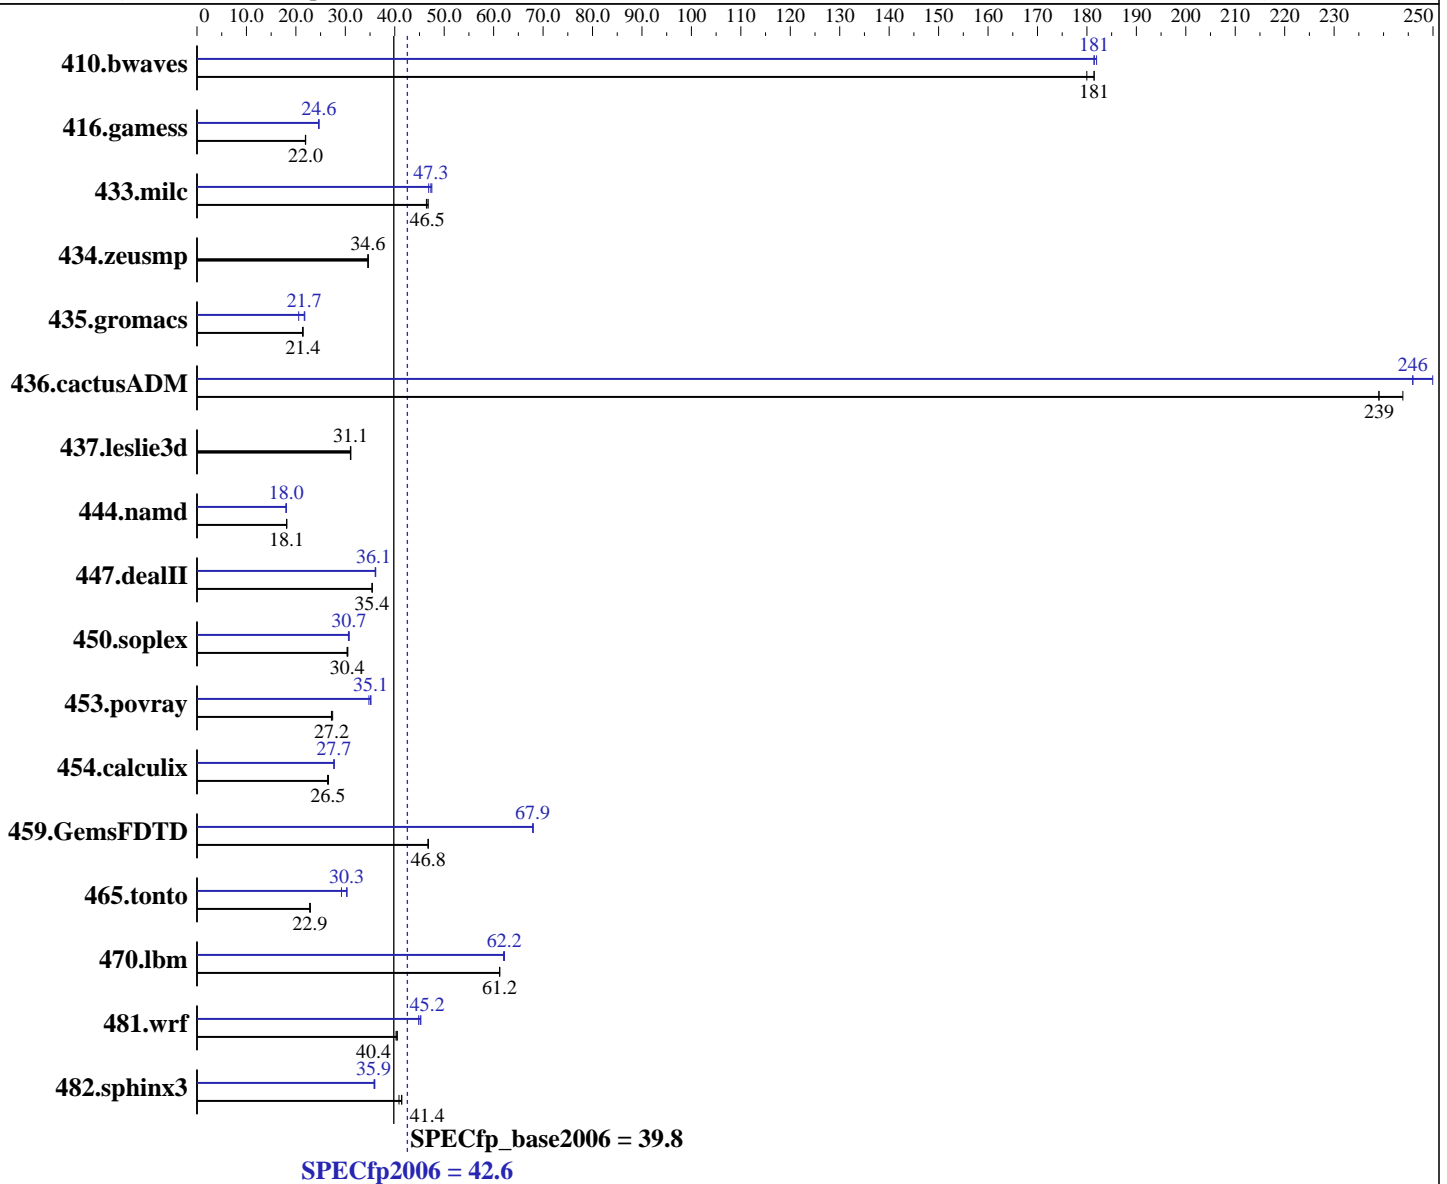 0 10.0 20.0 30.0 40.0 50.0 60.0 70.0 80.0 90.0 100 110 120 130 140 150 160 170 180 190 200 210 220 230 250
181
410.bwaves
181
24.6
416.gamess
22.0
47.3
433.milc
46.5
34.6
434.zeusmp
21.7
435.gromacs
21.4
246
436.cactusADM
239
31.1
437.leslie3d
18.0
444.namd
18.1
36.1
447.dealII
35.4
30.7
450.soplex
30.4
35.1
453.povray
27.2
27.7
454.calculix
26.5
67.9
459.GemsFDTD
46.8
30.3
465.tonto
22.9
62.2
470.lbm
61.2
45.2
481.wrf
40.4
35.9
482.sphinx3
41.4
SPECfp_base2006 = 39.8
SPECfp2006 = 42.6